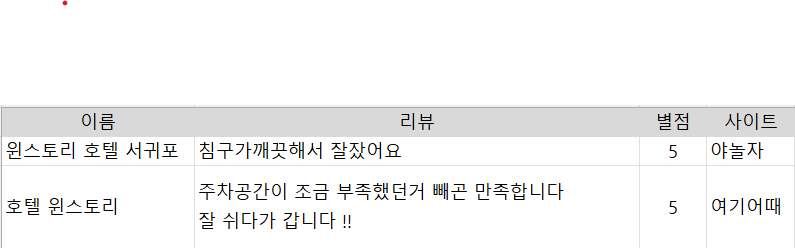 이름 리뷰 별점 사이트
윈스토리 호텔 서귀포 침구가깨끗해서 잘잤어요 5 야놀자
호텔 윈스토리 주차공간이 조금 부족했던거 빼곤 만족합니다 5 여기어때
잘 쉬다가 갑니다 !!